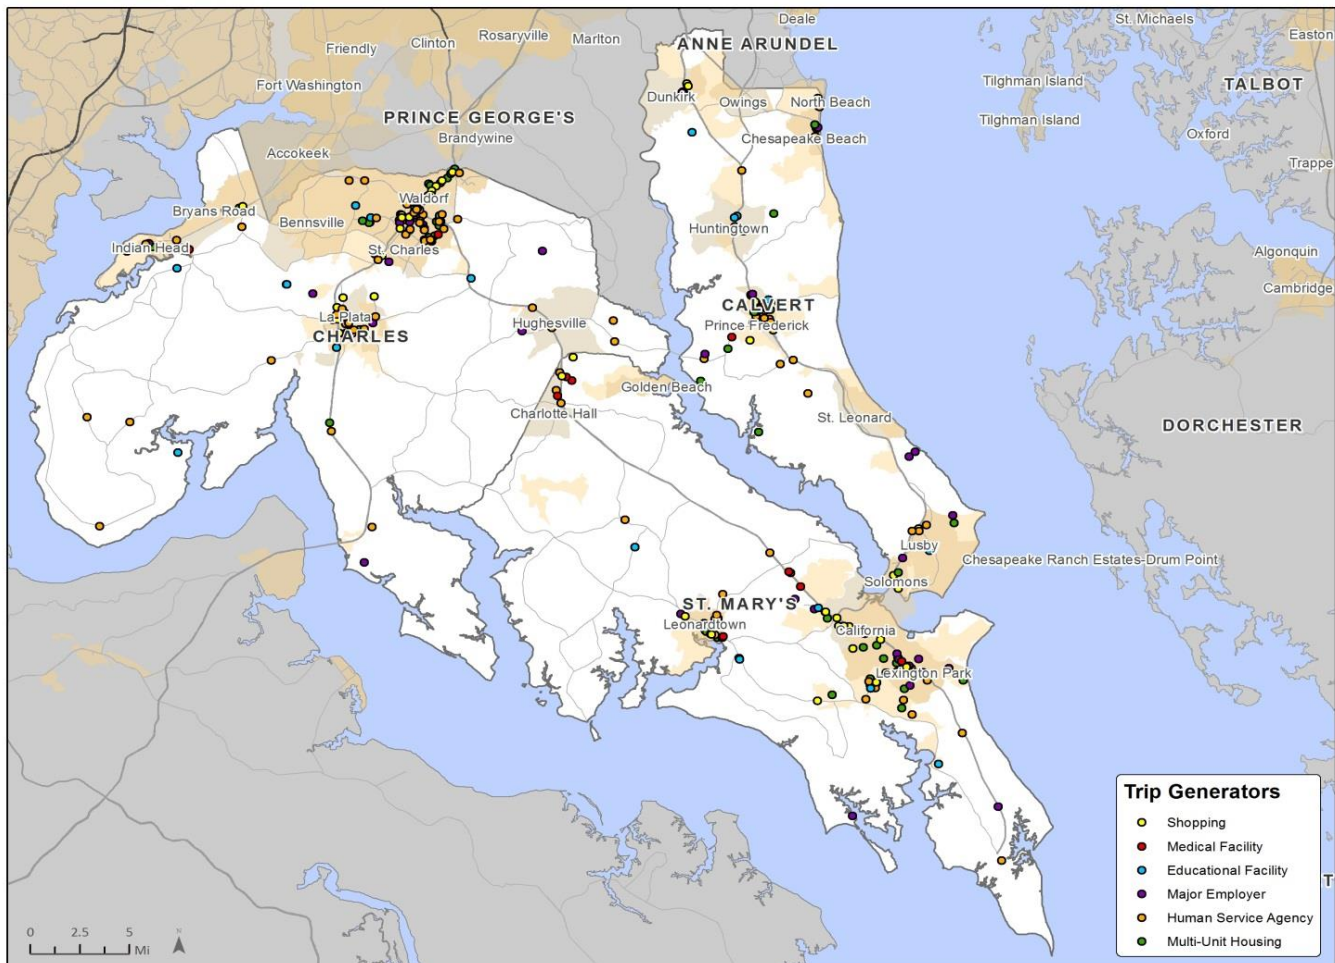 Deale
St. Michaels
Rosaryville
Marlton
Clinton
Friendly
ANNE ARUNDEL
Easton
Fort Washington
Tilghman Island
TALBOT
Dunkirk
Owings
North Beach
PRINCE GEORGE'S
Tilghman Island
Oxford
Brandywine
Chesapeake Beach
Accokeek
Trappe
Waldorf
Bryans Road
Bennsville
Huntingtown
Indian Head
St. Charles
Algonquin
Cambridge
CALVERT
La Plata
Hughesville
Prince Frederick
CHARLES
Golden Beach
Charlotte Hall
St. Leonard
DORCHESTER
Lusby
Chesapeake Ranch Estates-Drum Point
Solomons
ST. MARY'S
Leonardtown
California
Lexington Park
Trip Generators
Shopping
Medical Facility
Educational Facility
Major Employer
Human Service Agency
Multi-Unit Housing
T
0 2.5 5
Mi
N